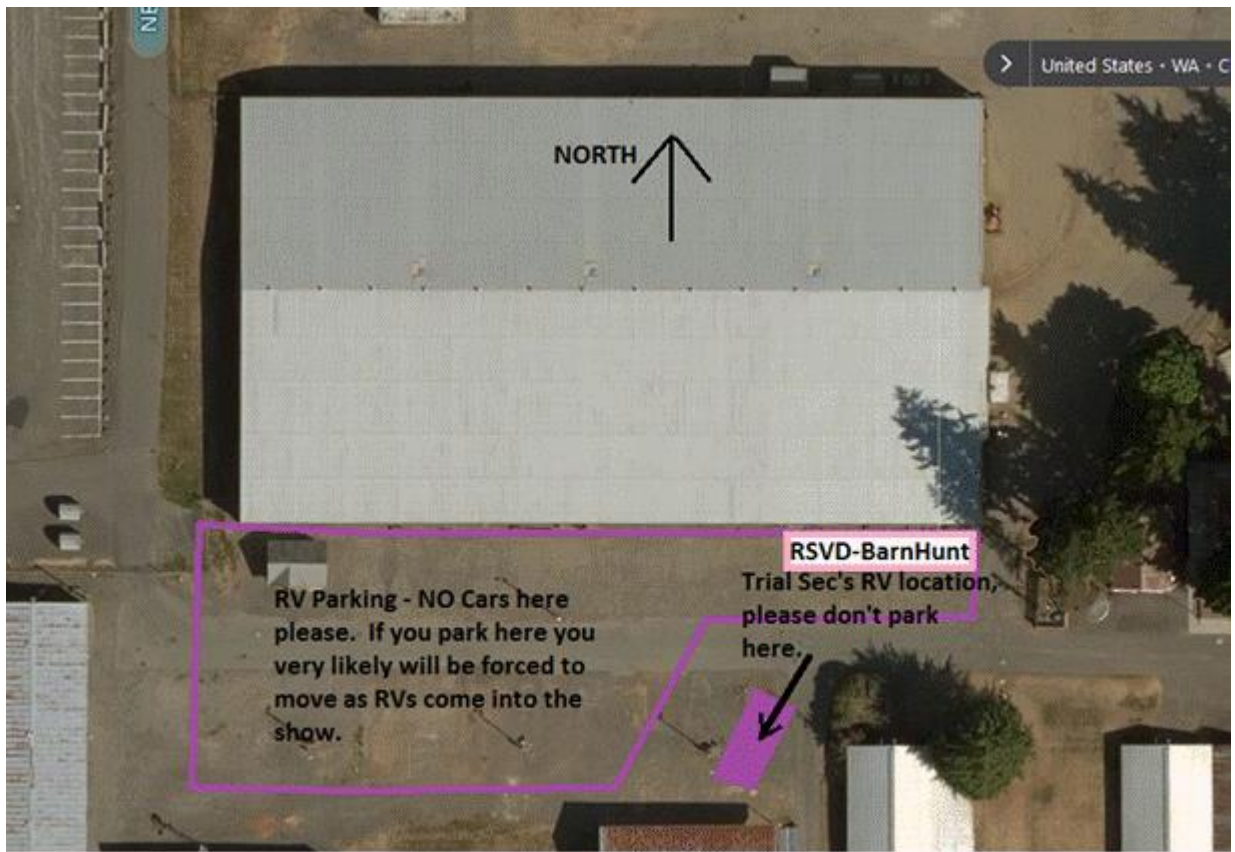 NE
United States • WA • C
NORTH
RSVD-BarnHunt
Trial Sec's RV location,
please don't park
here.
RV Parking - NO Cars here
please. If you park here you
very likely will be forced to
move as RVs come into the
show.